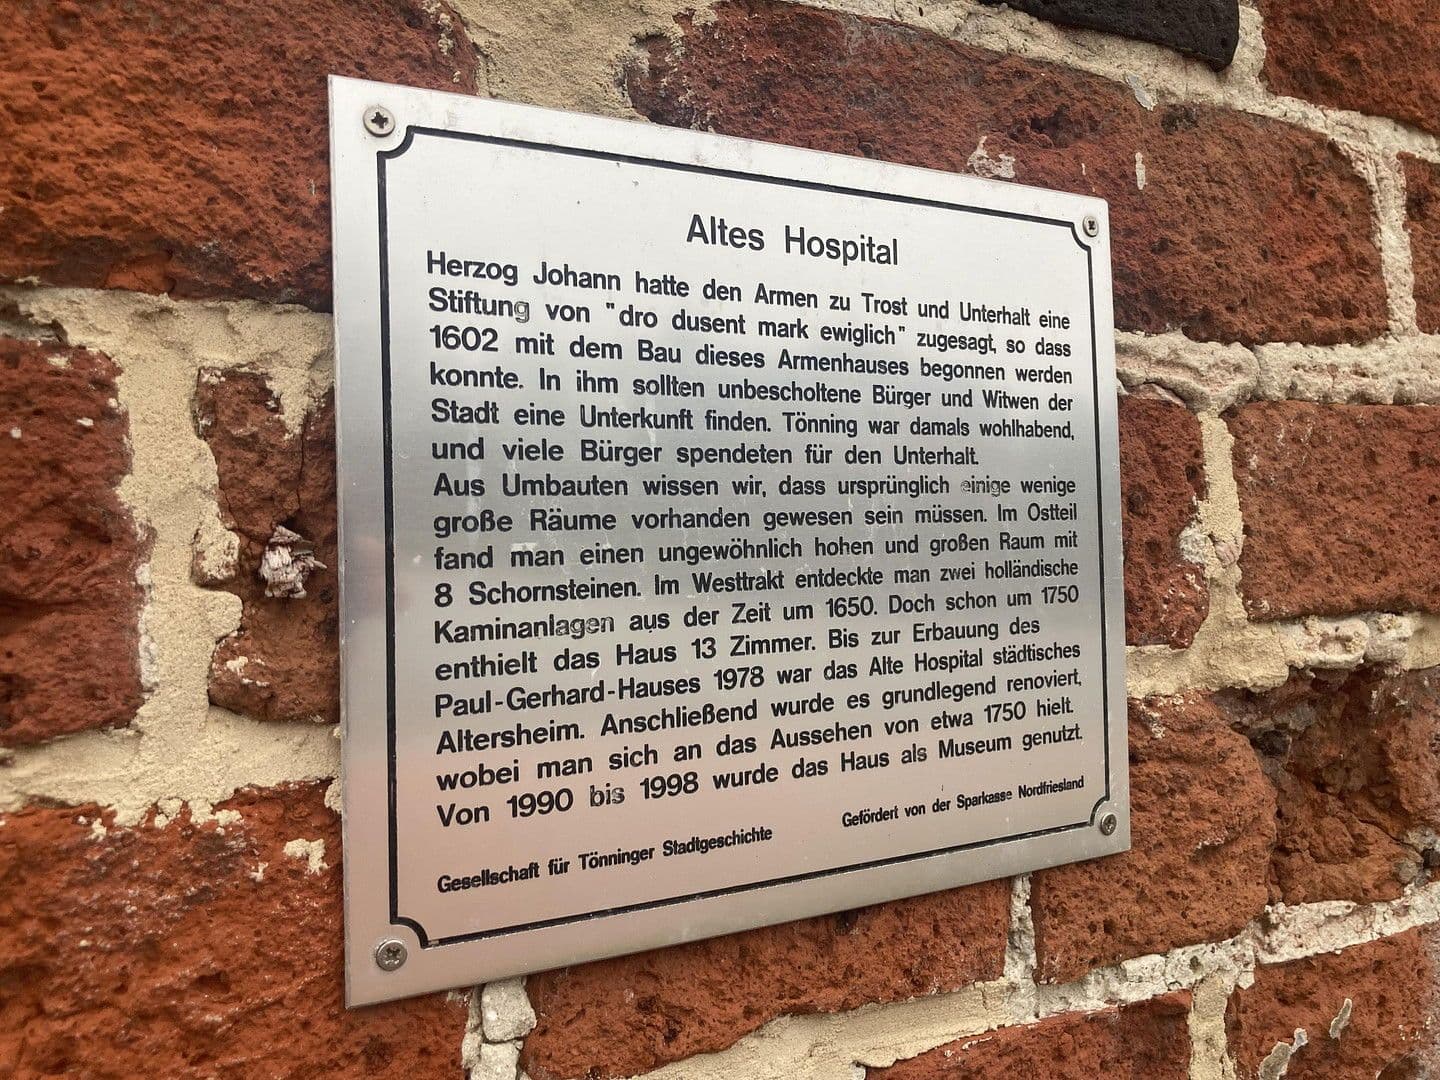 Altes Hospital
Herzog Johann hatte den Armen zu Trost und Unterhalt eine
Stiftung von "dro dusent mark ewiglich" zugesagt, so dass
1602 mit dem Bau dieses Armenhauses begonnen werden
konnte. In ihm sollten unbescholtene Bürger und Witwen der
Stadt eine Unterkunft finden. Tönning war damals wohlhabend,
und viele Bürger spendeten für den Unterhalt.
Aus Umbauten wissen wir, dass ursprünglich einige wenige
große Räume vorhanden gewesen sein müssen. Im Ostteil
fand man einen ungewöhnlich hohen und großen Raum mit
8 Schornsteinen. Im Westtrakt entdeckte man zwei holländische
Kaminanlagen aus der Zeit um 1650. Doch schon um 1750
enthielt das Haus 13 Zimmer. Bis zur Erbauung des
Paul-Gerhard-Hauses 1978 war das Alte Hospital städtisches
Altersheim. Anschließend wurde es grundlegend renoviert,
wobei man sich an das Aussehen von etwa 1750 hielt.
Von 1990 bis 1998 wurde das Haus als Museum genutzt.
Gesellschaft für Tönninger Stadtgeschichte Gefördert von der Sparkasse Nordfriesland